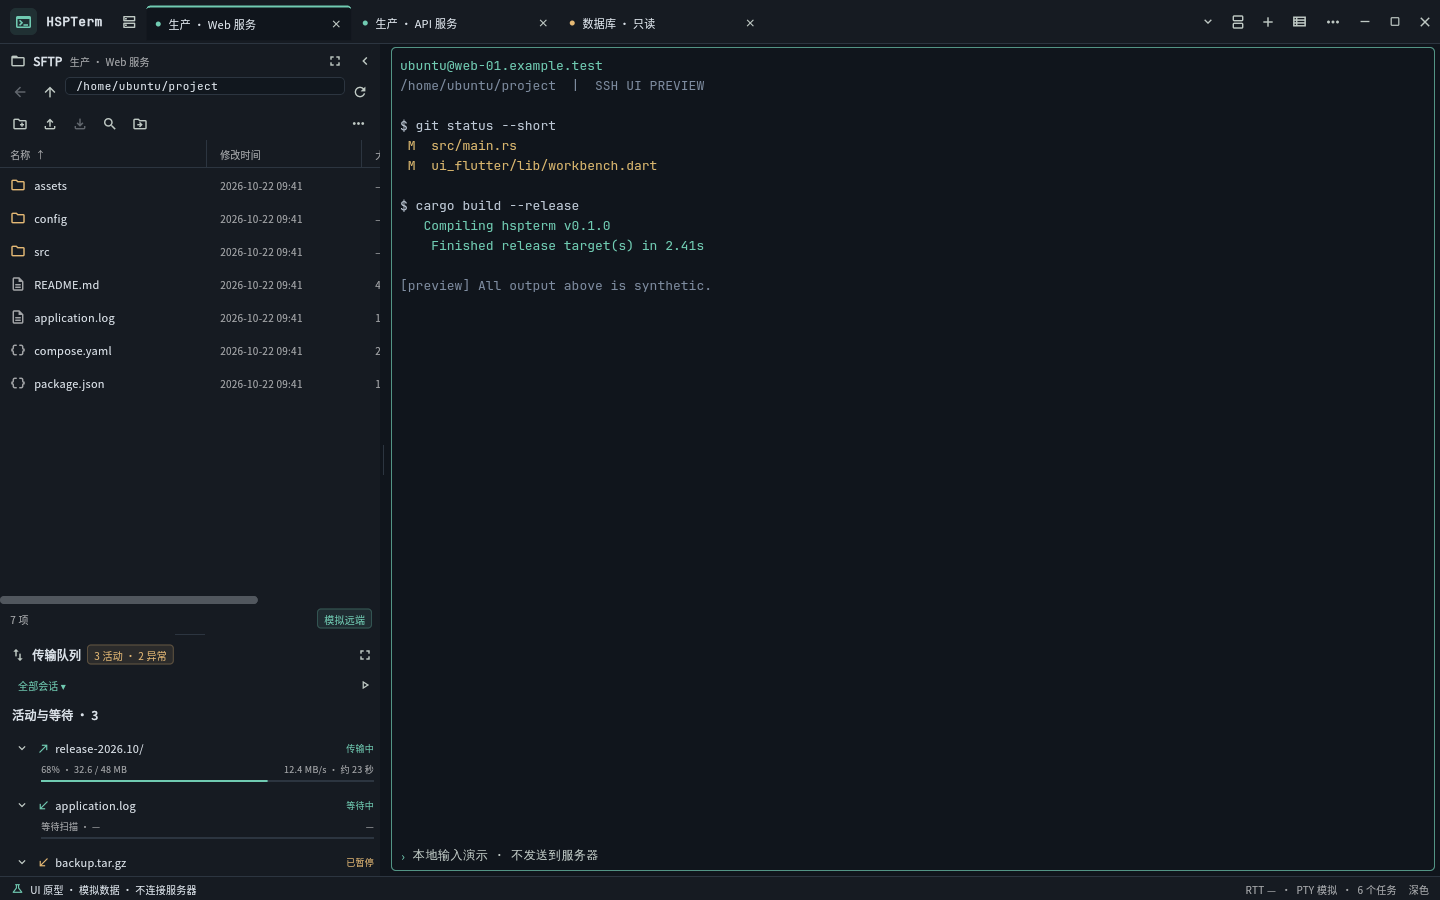 HSPTerm
生产 · Web 服务
生产 · API 服务
数据库 · 只读
SFTP 生产 · Web 服务
/home/ubuntu/project
名称 ↑ 修改时间
assets 2026-10-22 09:41 —
config 2026-10-22 09:41 —
src 2026-10-22 09:41 —
README.md 2026-10-22 09:41 4
application.log 2026-10-22 09:41 1
compose.yaml 2026-10-22 09:41 2
package.json 2026-10-22 09:41 1
7 项 模拟远端
传输队列 3 活动 · 2 异常
全部会话 ▾
活动与等待 · 3
release-2026.10/ 传输中
68% · 32.6 / 48 MB 12.4 MB/s · 约 23 秒
application.log 等待中
等待扫描 · — —
backup.tar.gz 已暂停
ubuntu@web-01.example.test
/home/ubuntu/project | SSH UI PREVIEW
$ git status --short
M src/main.rs
M ui_flutter/lib/workbench.dart
$ cargo build --release
Compiling hspterm v0.1.0
Finished release target(s) in 2.41s
[preview] All output above is synthetic.
› 本地输入演示 · 不发送到服务器
UI 原型 · 模拟数据 · 不连接服务器
RTT — · PTY 模拟 · 6 个任务 深色